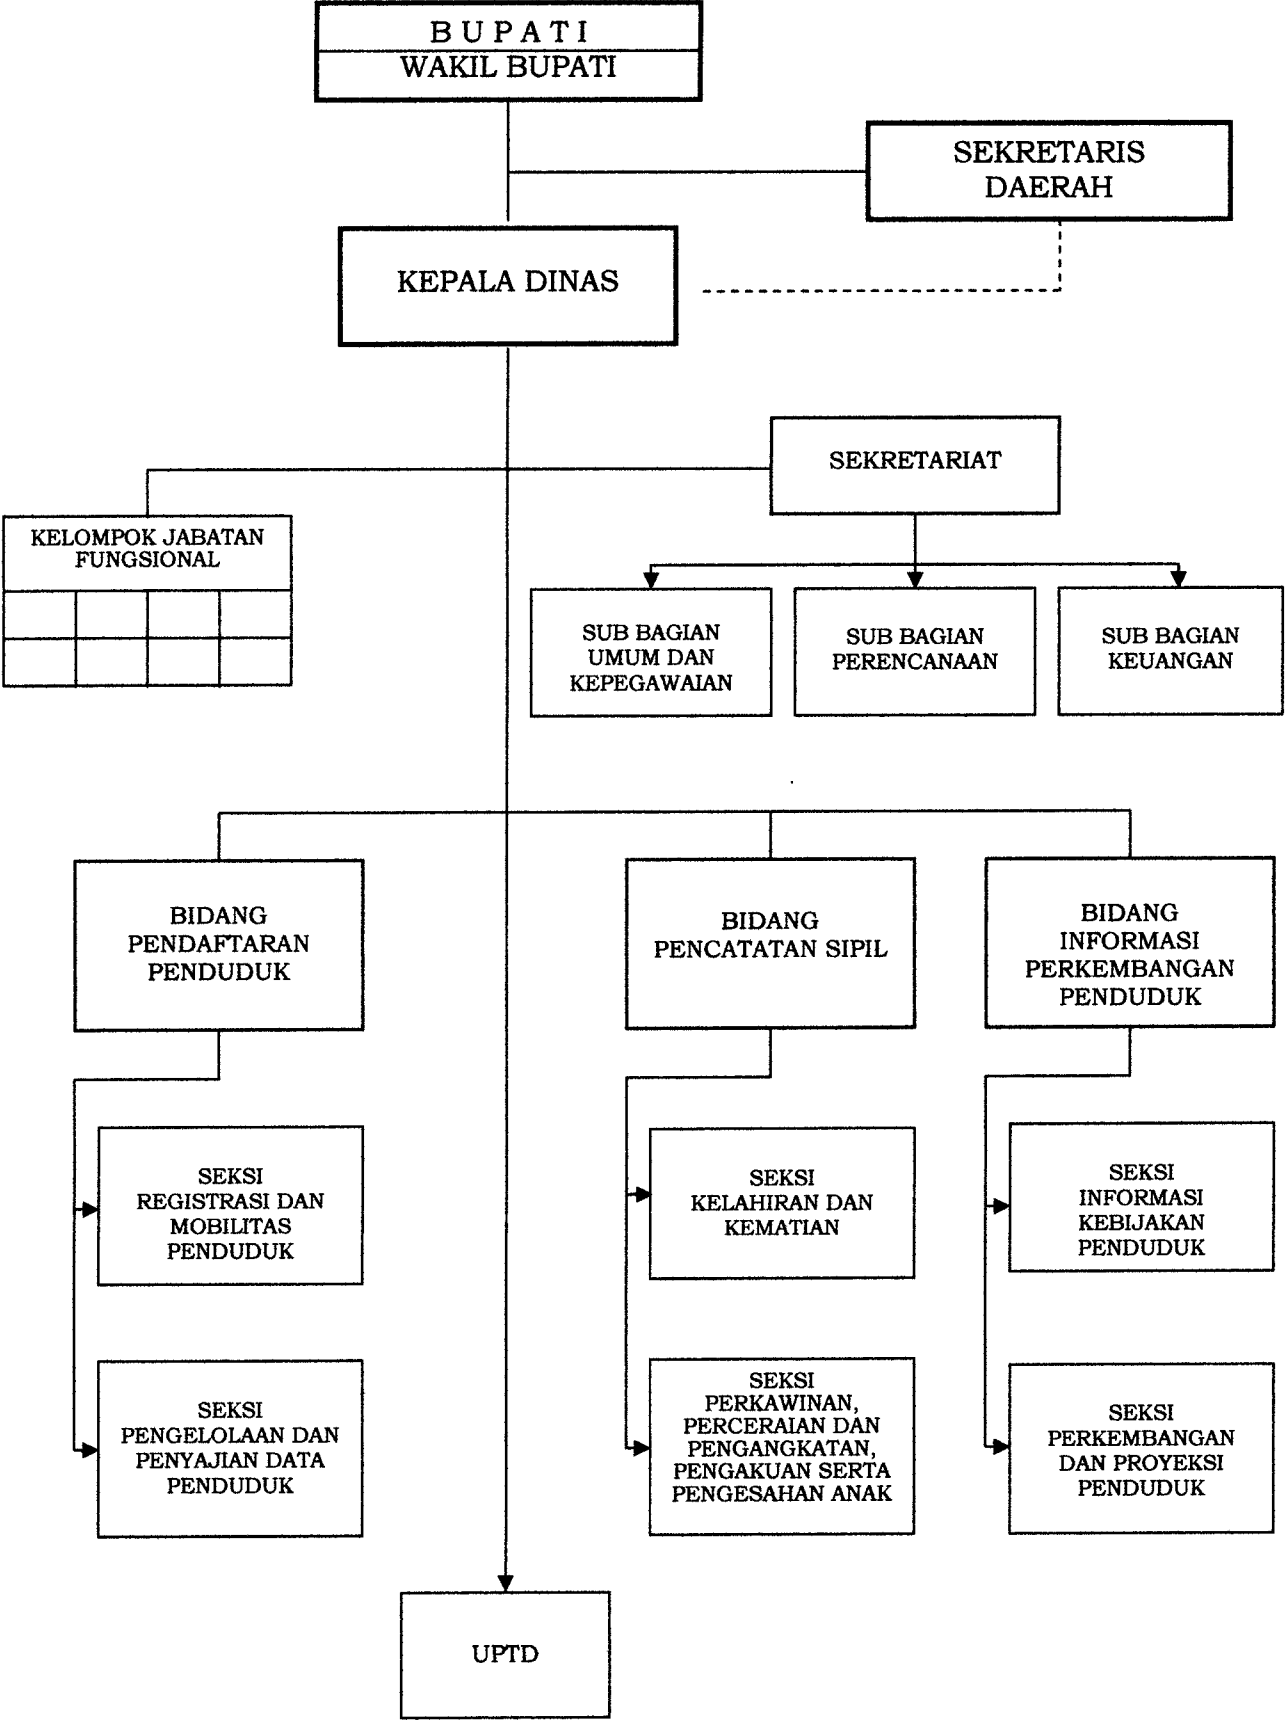 B U P A T I
WAKIL BUPATI
SEKRETARIS
DAERAH
KEPALA DINAS
SEKRETARIAT
KELOMPOK JABATAN
FUNGSIONAL
SUB BAGIAN
UMUM DAN
KEPEGAWAIAN
SUB BAGIAN
PERENCANAAN
SUB BAGIAN
KEUANGAN
BIDANG
PENDAFTARAN
PENDUDUK
BIDANG
PENCATATAN SIPIL
BIDANG
INFORMASI
PERKEMBANGAN
PENDUDUK
SEKSI
REGISTRASI DAN
MOBILITAS
PENDUDUK
SEKSI
KELAHIRAN DAN
KEMATIAN
SEKSI
INFORMASI
KEBIJAKAN
PENDUDUK
SEKSI
PENGELOLAAN DAN
PENYAJIAN DATA
PENDUDUK
SEKSI
PERKAWINAN,
PERCERAIAN DAN
PENGANGKATAN,
PENGAKUAN SERTA
PENGESAHAN ANAK
SEKSI
PERKEMBANGAN
DAN PROYEKSI
PENDUDUK
UPTD